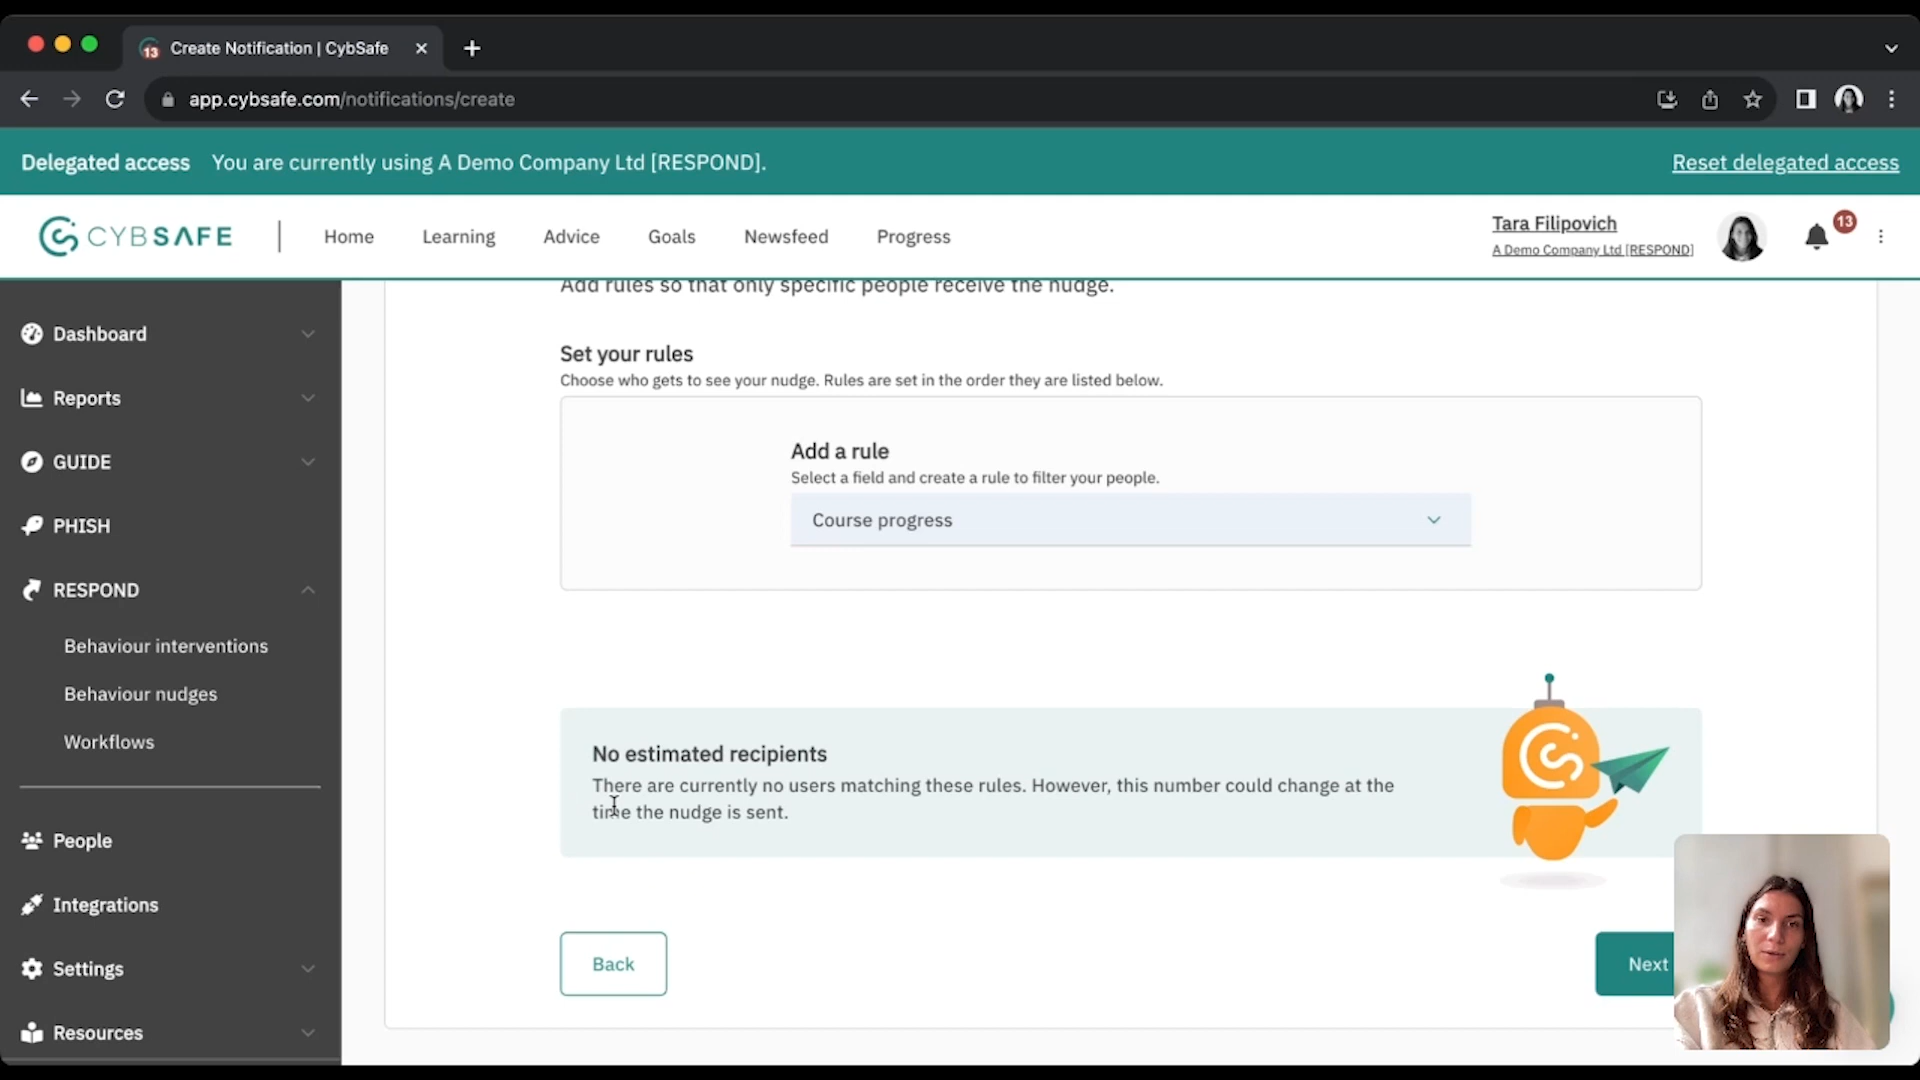 13
Create Notification | CybSafe
app.cybsafe.com/notifications/create
Delegated access You are currently using A Demo Company Ltd [RESPOND].
Reset delegated access
CYBSAFE
Home
Learning
Advice
Goals
Newsfeed
Progress
Tara Filipovich
A Demo Company Ltd [RESPOND]
13
Dashboard
Reports
GUIDE
PHISH
RESPOND
Behaviour interventions
Behaviour nudges
Workflows
People
Integrations
Settings
Resources
Add rules so that only specific people receive the nudge.
Set your rules
Choose who gets to see your nudge. Rules are set in the order they are listed below.
Add a rule
Select a field and create a rule to filter your people.
Course progress
No estimated recipients
There are currently no users matching these rules. However, this number could change at the
time the nudge is sent.
Back
Next